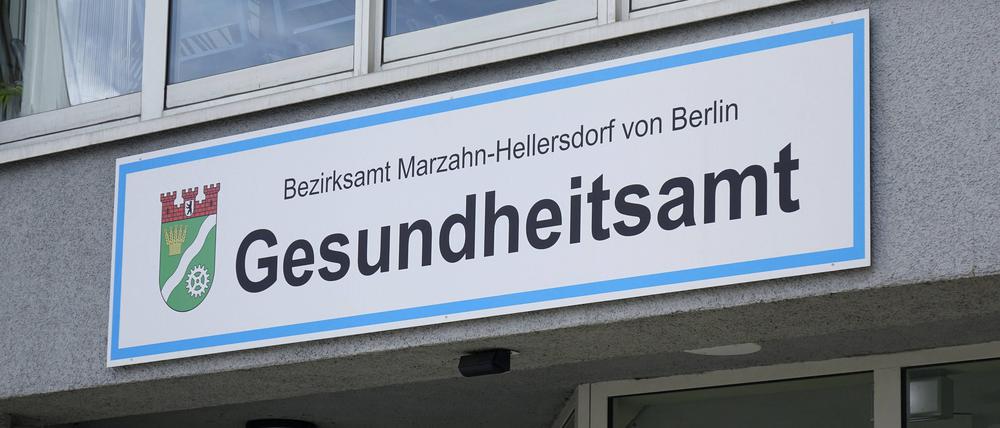 Bezirksamt Marzahn-Hellersdorf von Berlin
Gesundheitsamt